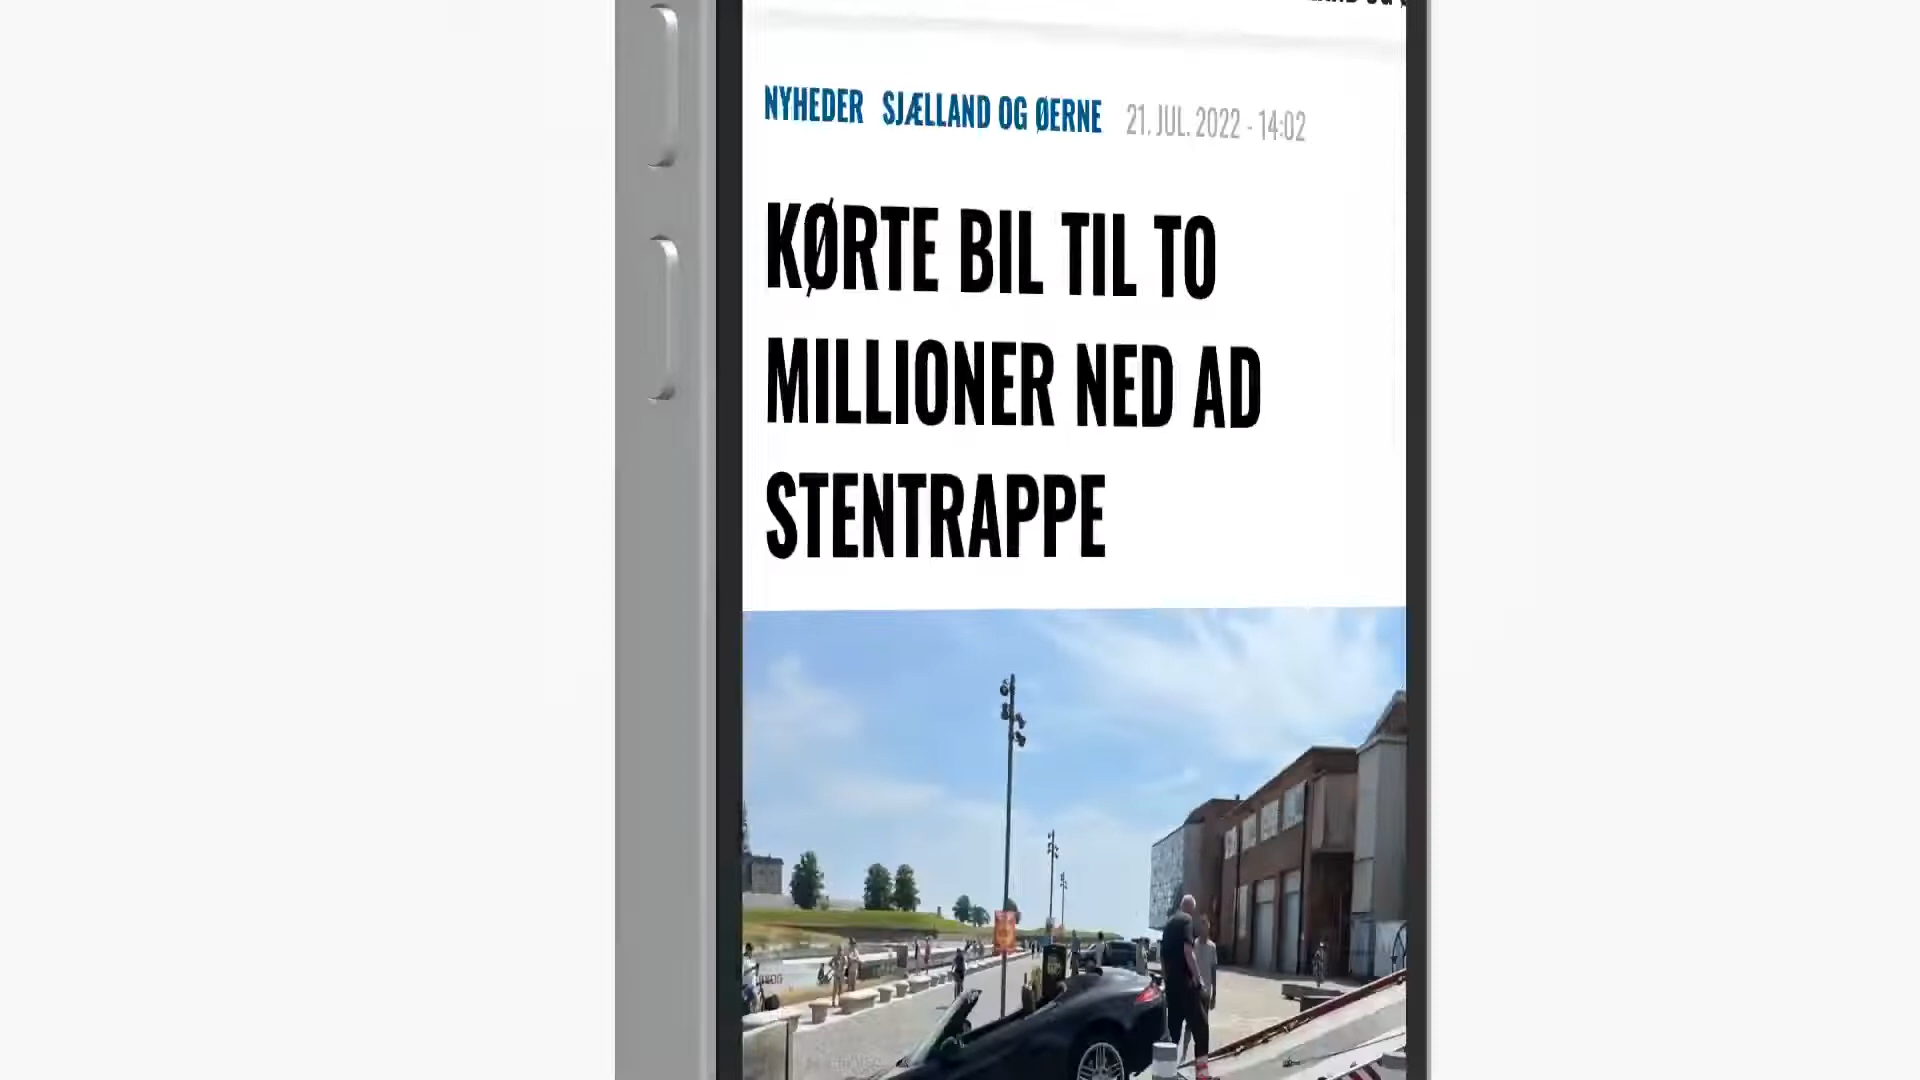 NYHEDER SJÆLLAND OG ØERNE 21. JUL. 2022 - 14:02
KØRTE BIL TIL TO
MILLIONER NED AD
STENTRAPPE